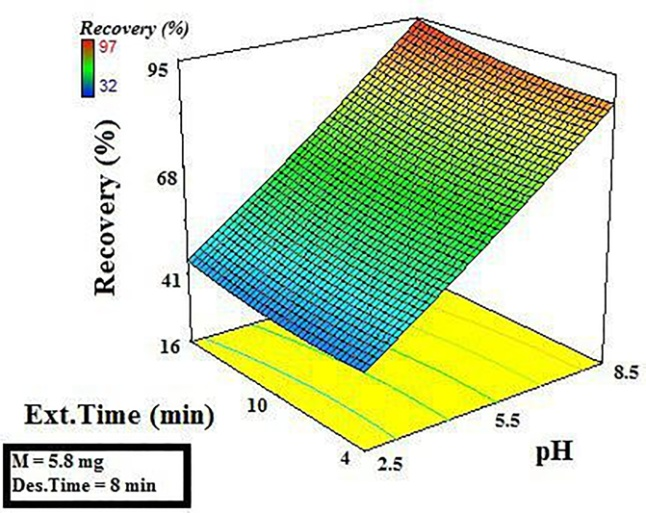 Recovery (%)
97
32
95
68
41
16
Recovery (%)
Ext.Time (min)
10
4
2.5
5.5
8.5
pH
M = 5.8 mg
Des.Time = 8 min